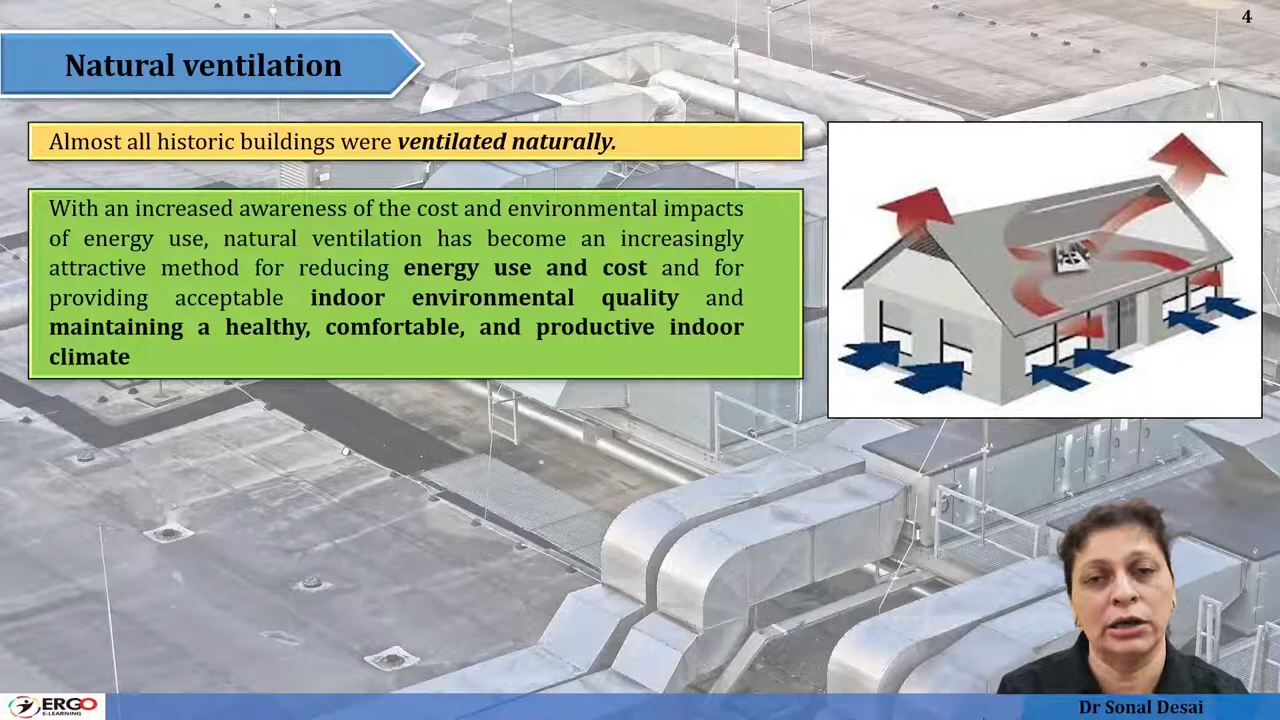 4
Natural ventilation
Almost all historic buildings were ventilated naturally.
With an increased awareness of the cost and environmental impacts
of energy use, natural ventilation has become an increasingly
attractive method for reducing energy use and cost and for
providing acceptable indoor environmental quality and
maintaining a healthy, comfortable, and productive indoor
climate
ERGO
E-LEARNING
Dr Sonal Desai